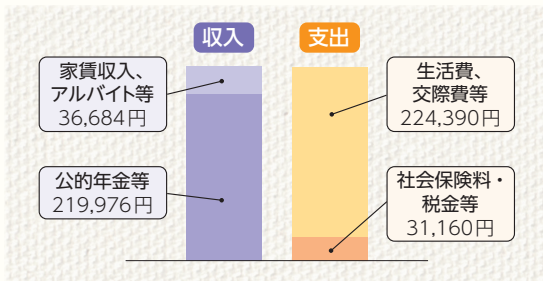 収入
支出
家賃収入、
アルバイト等
36,684円
公的年金等
219,976円
生活費、
交際費等
224,390円
社会保険料・
税金等
31,160円